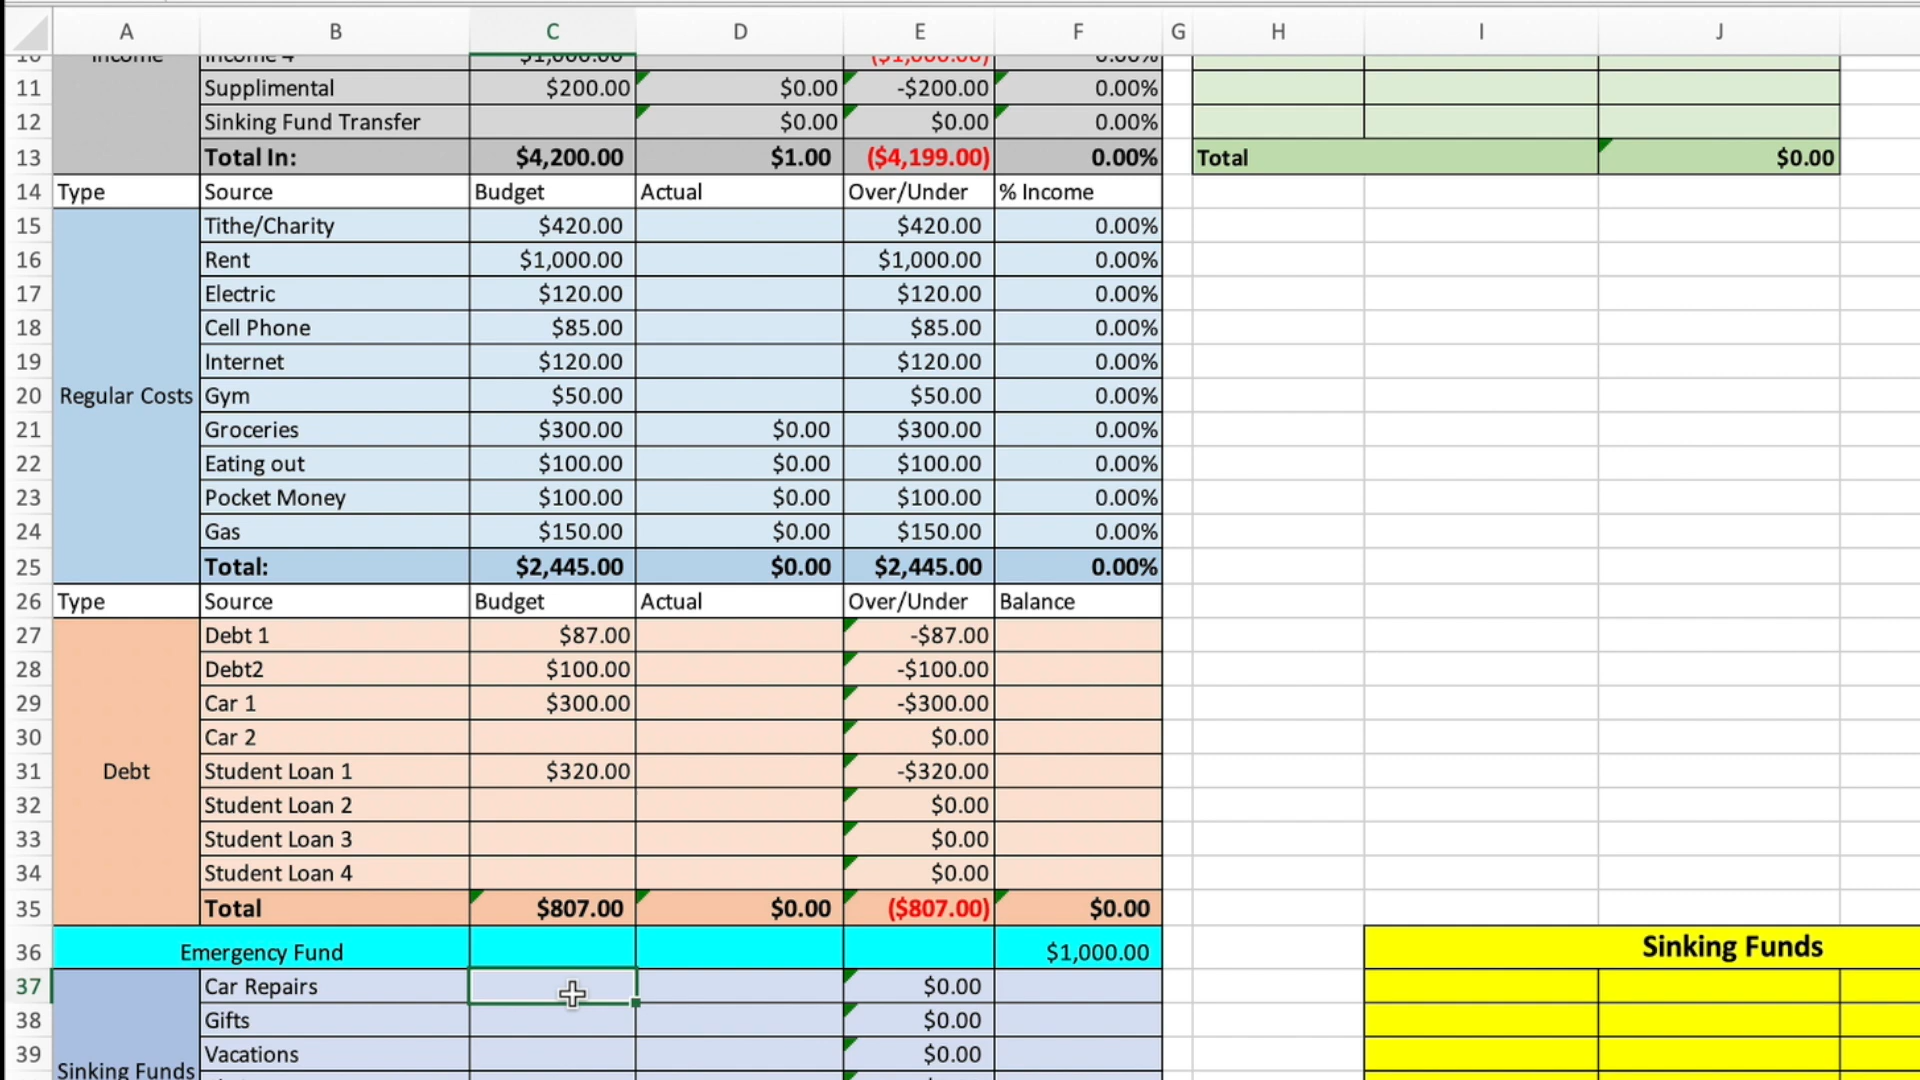 A B C D E F G H I J
10 Income Income 4 $1,000.00 ($1,000.00) 0.00%
11 Supplimental $200.00 $0.00 -$200.00 0.00%
12 Sinking Fund Transfer $0.00 $0.00 0.00%
13 Total In: $4,200.00 $1.00 ($4,199.00) 0.00% Total $0.00
14 Type Source Budget Actual Over/Under % Income
15 Tithe/Charity $420.00 $420.00 0.00%
16 Rent $1,000.00 $1,000.00 0.00%
17 Electric $120.00 $120.00 0.00%
18 Cell Phone $85.00 $85.00 0.00%
19 Internet $120.00 $120.00 0.00%
20 Regular Costs Gym $50.00 $50.00 0.00%
21 Groceries $300.00 $0.00 $300.00 0.00%
22 Eating out $100.00 $0.00 $100.00 0.00%
23 Pocket Money $100.00 $0.00 $100.00 0.00%
24 Gas $150.00 $0.00 $150.00 0.00%
25 Total: $2,445.00 $0.00 $2,445.00 0.00%
26 Type Source Budget Actual Over/Under Balance
27 Debt 1 $87.00 -$87.00
28 Debt2 $100.00 -$100.00
29 Car 1 $300.00 -$300.00
30 Car 2 $0.00
31 Debt Student Loan 1 $320.00 -$320.00
32 Student Loan 2 $0.00
33 Student Loan 3 $0.00
34 Student Loan 4 $0.00
35 Total $807.00 $0.00 ($807.00) $0.00
36 Emergency Fund $1,000.00 Sinking Funds
37 Car Repairs $0.00
38 Gifts $0.00
39 Vacations $0.00
Sinking Funds